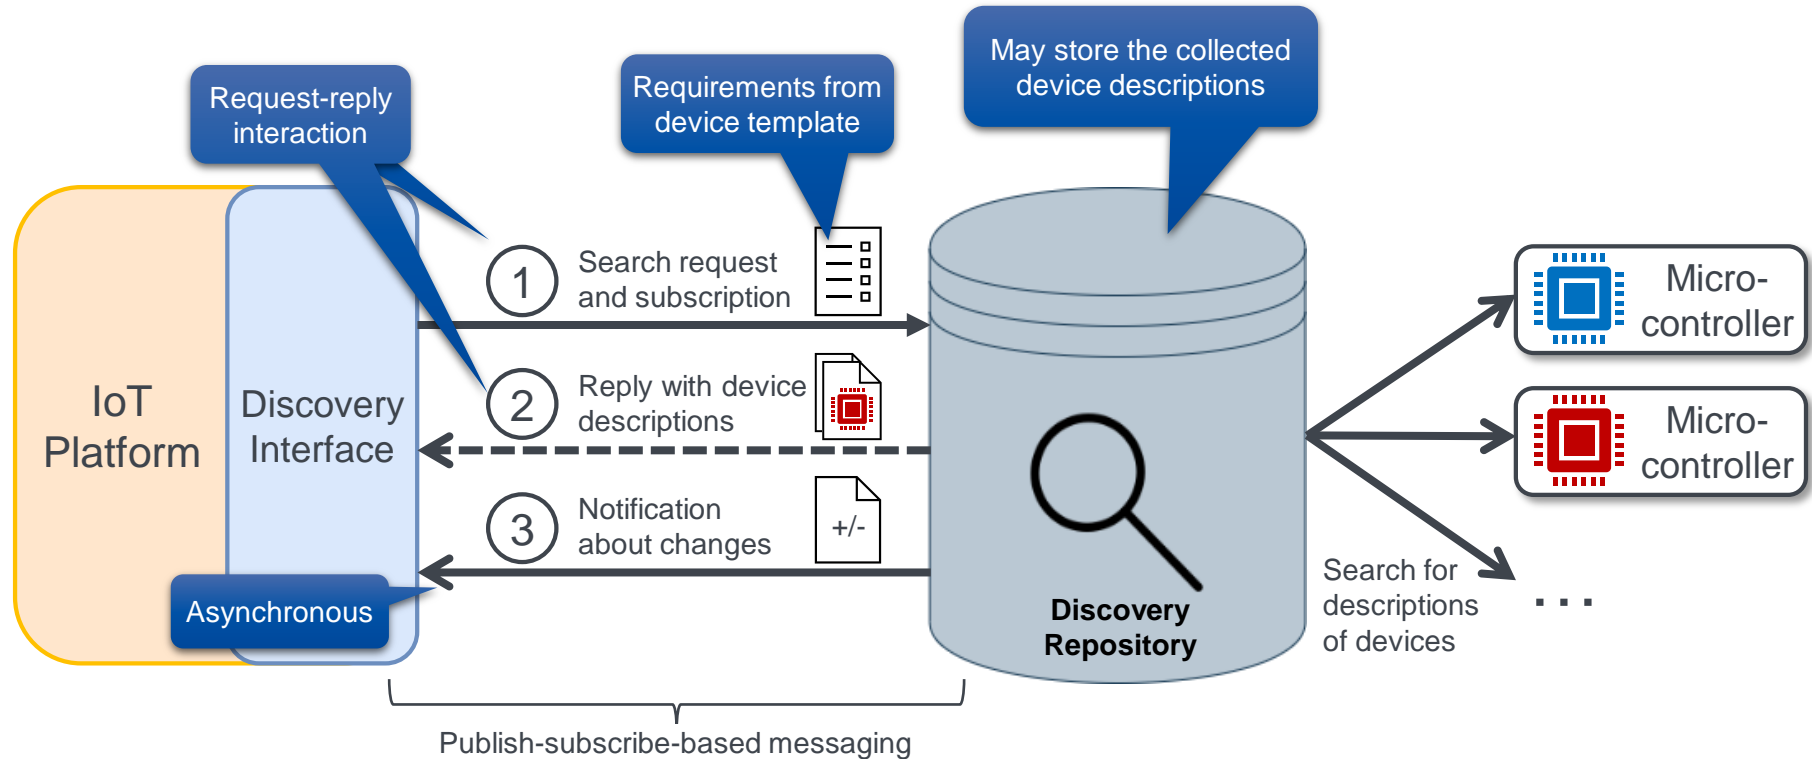 Request-reply
interaction
Requirements from
device template
May store the collected
device descriptions
IoT
Platform
Discovery
Interface
1
Search request
and subscription
2
Reply with device
descriptions
3
Notification
about changes
+/-
Asynchronous
Discovery
Repository
Micro-
controller
Micro-
controller
...
Search for
descriptions
of devices
Publish-subscribe-based messaging